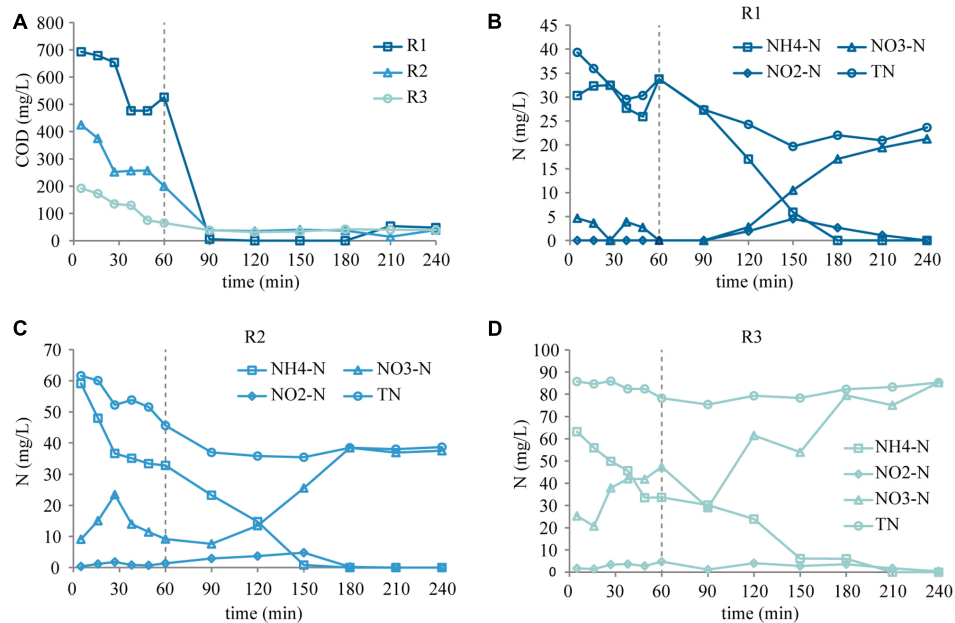 A
800
700
600
500
400
300
200
100
0
COD (mg/L)
R1
R2
R3
0 30 60 90 120 150 180 210 240
time (min)
B
R1
45
40
35
30
25
20
15
10
5
0
N (mg/L)
NH4-N NO3-N
NO2-N TN
0 30 60 90 120 150 180 210 240
time (min)
C
R2
70
60
50
40
30
20
10
0
N (mg/L)
NH4-N NO3-N
NO2-N TN
0 30 60 90 120 150 180 210 240
time (min)
D
R3
100
90
80
70
60
50
40
30
20
10
0
N (mg/L)
NH4-N
NO2-N
NO3-N
TN
0 30 60 90 120 150 180 210 240
time (min)